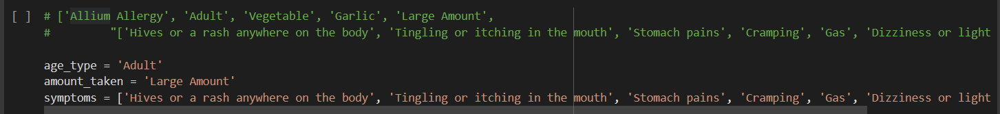 [ ] # ['Allium Allergy', 'Adult', 'Vegetable', 'Garlic', 'Large Amount',
#         "['Hives or a rash anywhere on the body', 'Tingling or itching in the mouth', 'Stomach pains', 'Cramping', 'Gas', 'Dizziness or light
age_type = 'Adult'
amount_taken = 'Large Amount'
symptoms = ['Hives or a rash anywhere on the body', 'Tingling or itching in the mouth', 'Stomach pains', 'Cramping', 'Gas', 'Dizziness or light